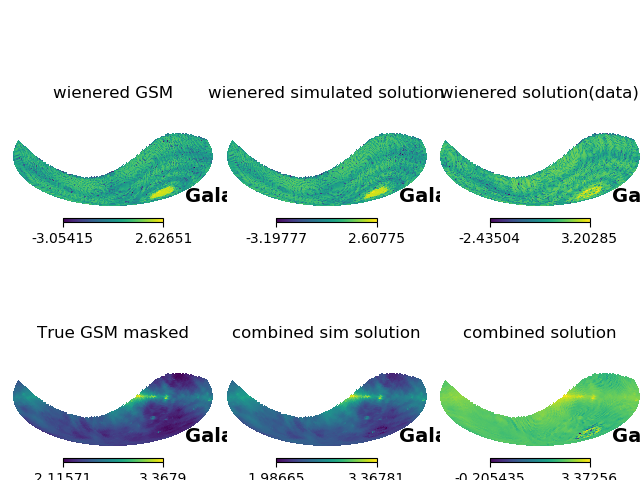 wienered GSM
wienered simulated solution
wienered solution(data)
Gala
Gala
Ga
-3.05415 2.62651
-3.19777 2.60775
-2.43504 3.20285
True GSM masked
combined sim solution
combined solution
Gala
Gala
Ga
2.11571 3.3679
1.98665 3.36781
-0.205435 3.37256